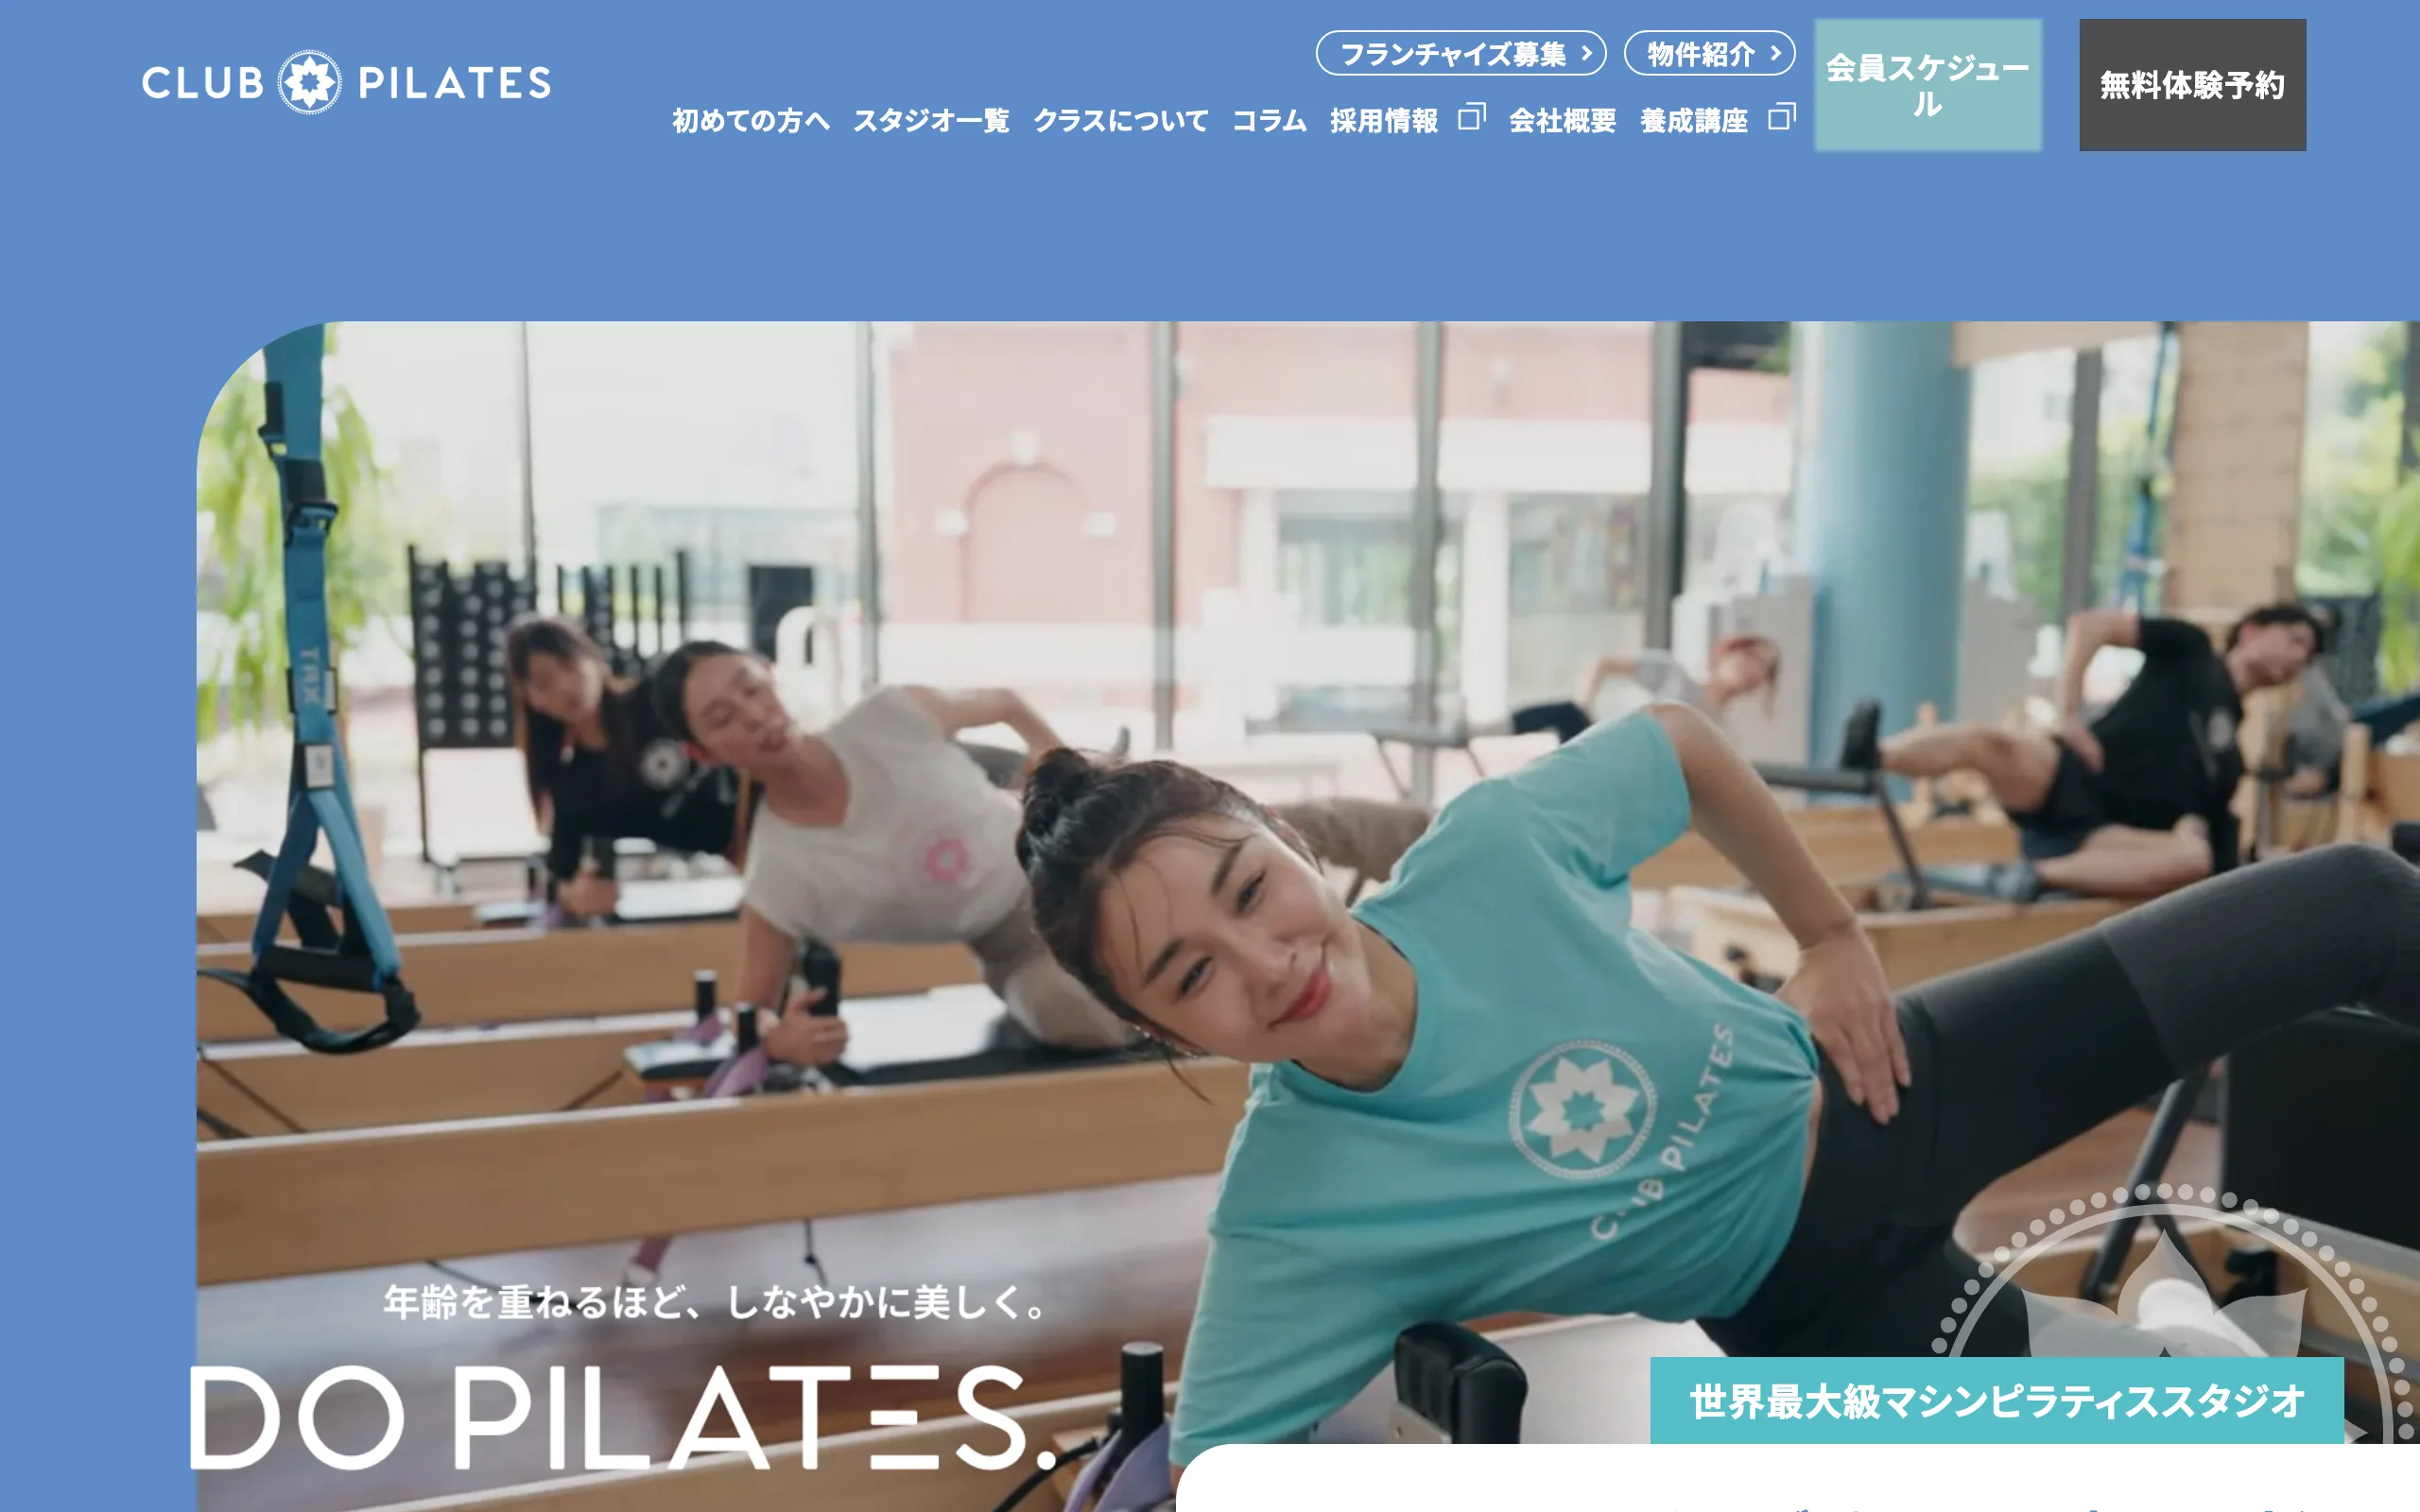 CLUB PILATES
フランチャイズ募集
物件紹介
会員スケジュー
ル
無料体験予約
初めての方へ
スタジオ一覧
クラスについて
コラム
採用情報
会社概要
養成講座
TRX
CLUB PILATES
年齢を重ねるほど、しなやかに美しく。
DO PILATES.
世界最大級マシンピラティススタジオ